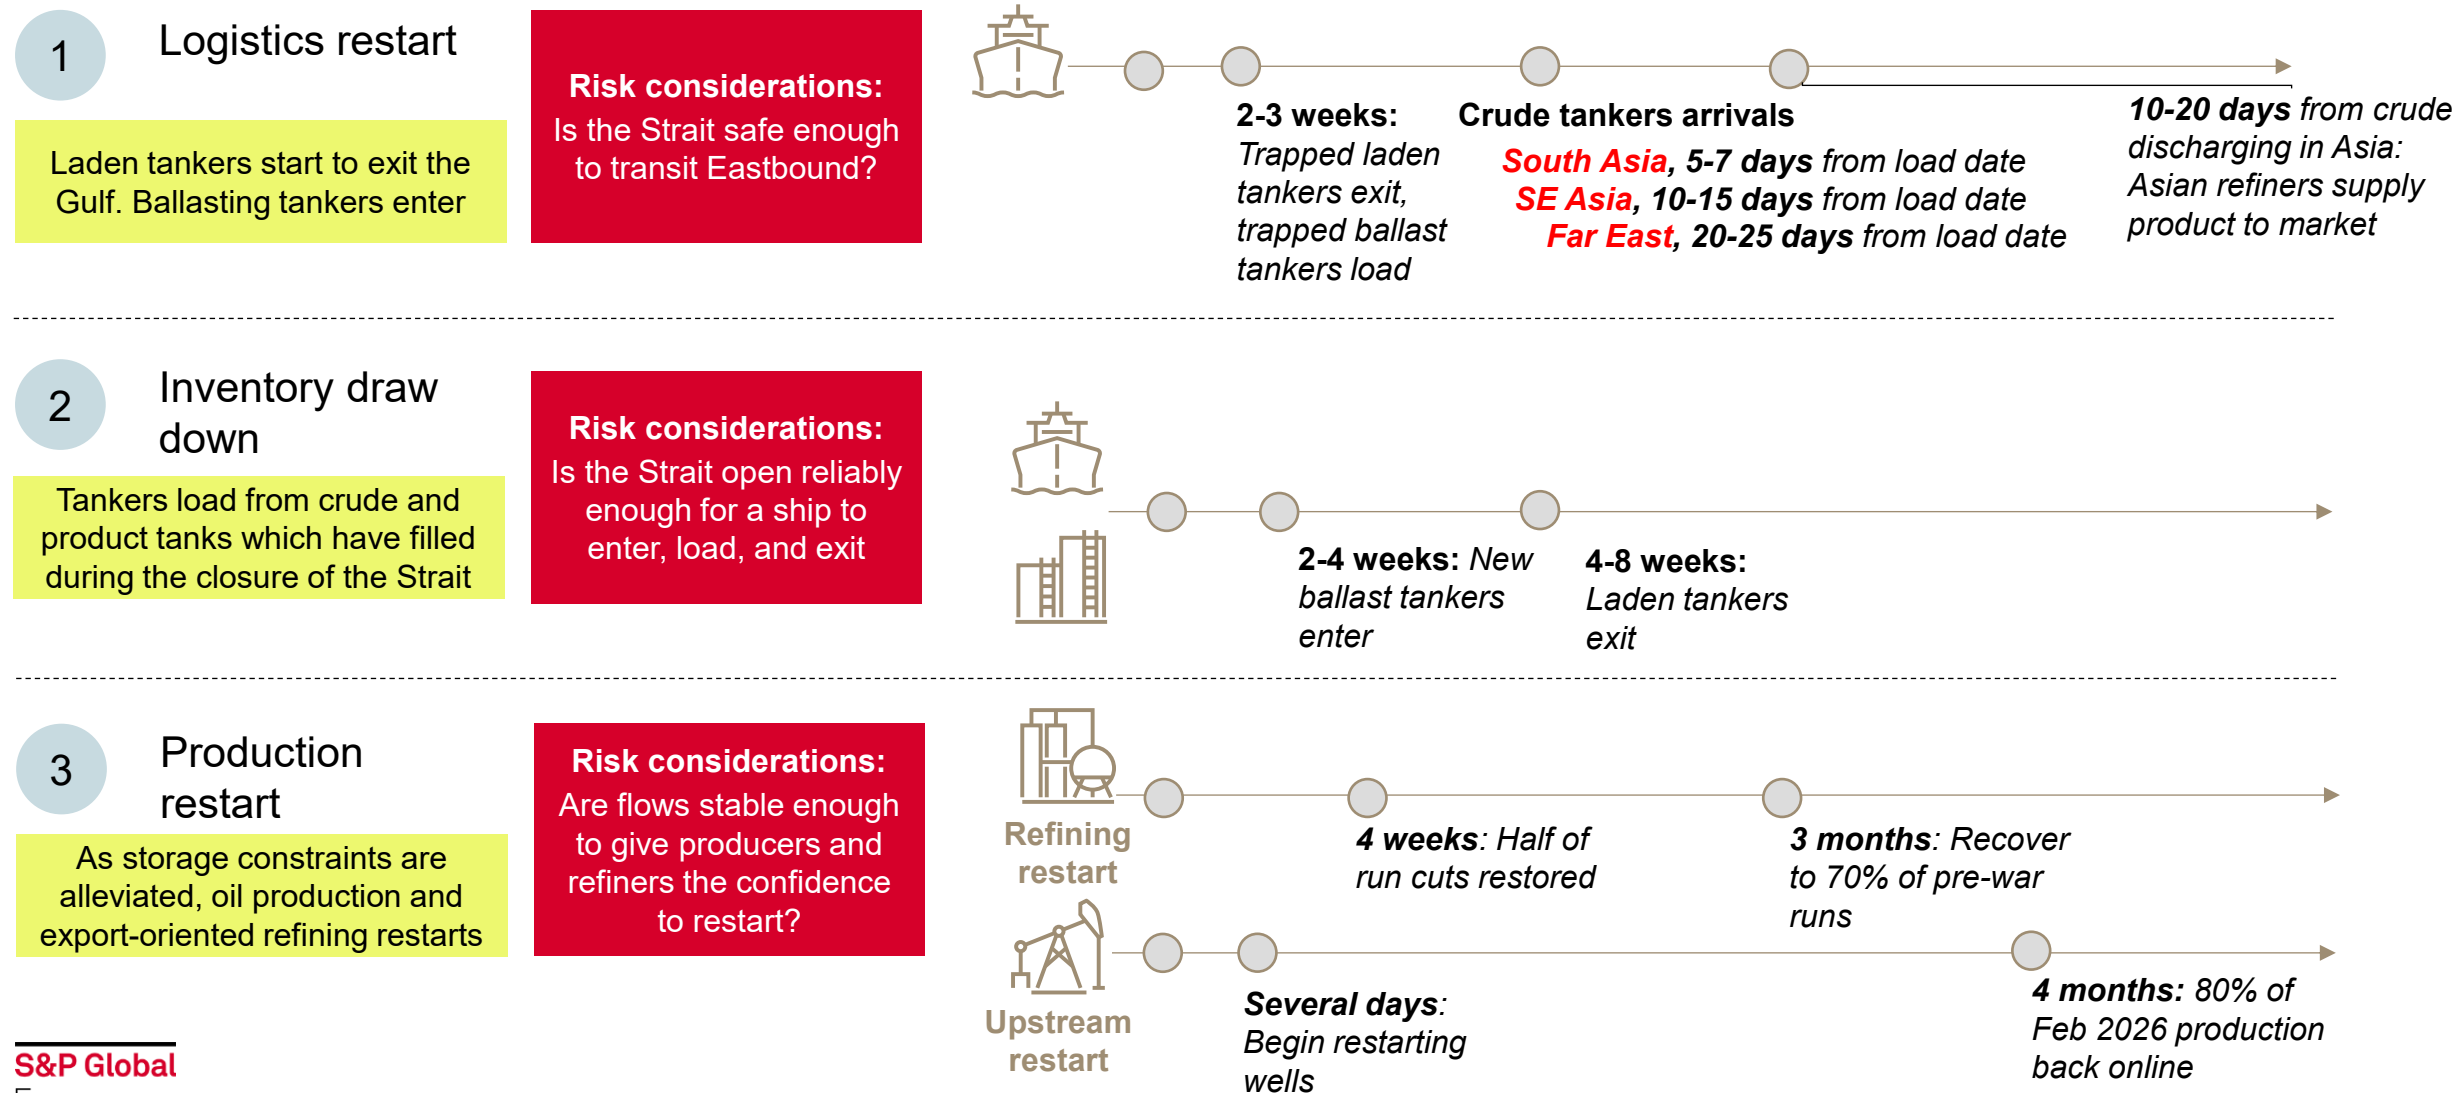 1
Logistics restart
Laden tankers start to exit the
Gulf. Ballasting tankers enter
Risk considerations:
Is the Strait safe enough
to transit Eastbound?
2-3 weeks:
Trapped laden
tankers exit,
trapped ballast
tankers load
Crude tankers arrivals
South Asia, 5-7 days from load date
SE Asia, 10-15 days from load date
Far East, 20-25 days from load date
10-20 days from crude
discharging in Asia:
Asian refiners supply
product to market
2
Inventory draw
down
Tankers load from crude and
product tanks which have filled
during the closure of the Strait
Risk considerations:
Is the Strait open reliably
enough for a ship to
enter, load, and exit
2-4 weeks: New
ballast tankers
enter
4-8 weeks:
Laden tankers
exit
3
Production
restart
As storage constraints are
alleviated, oil production and
export-oriented refining restarts
Risk considerations:
Are flows stable enough
to give producers and
refiners the confidence
to restart?
Refining
restart
4 weeks: Half of
run cuts restored
3 months: Recover
to 70% of pre-war
runs
Upstream
restart
Several days:
Begin restarting
wells
4 months: 80% of
Feb 2026 production
back online
S&P Global